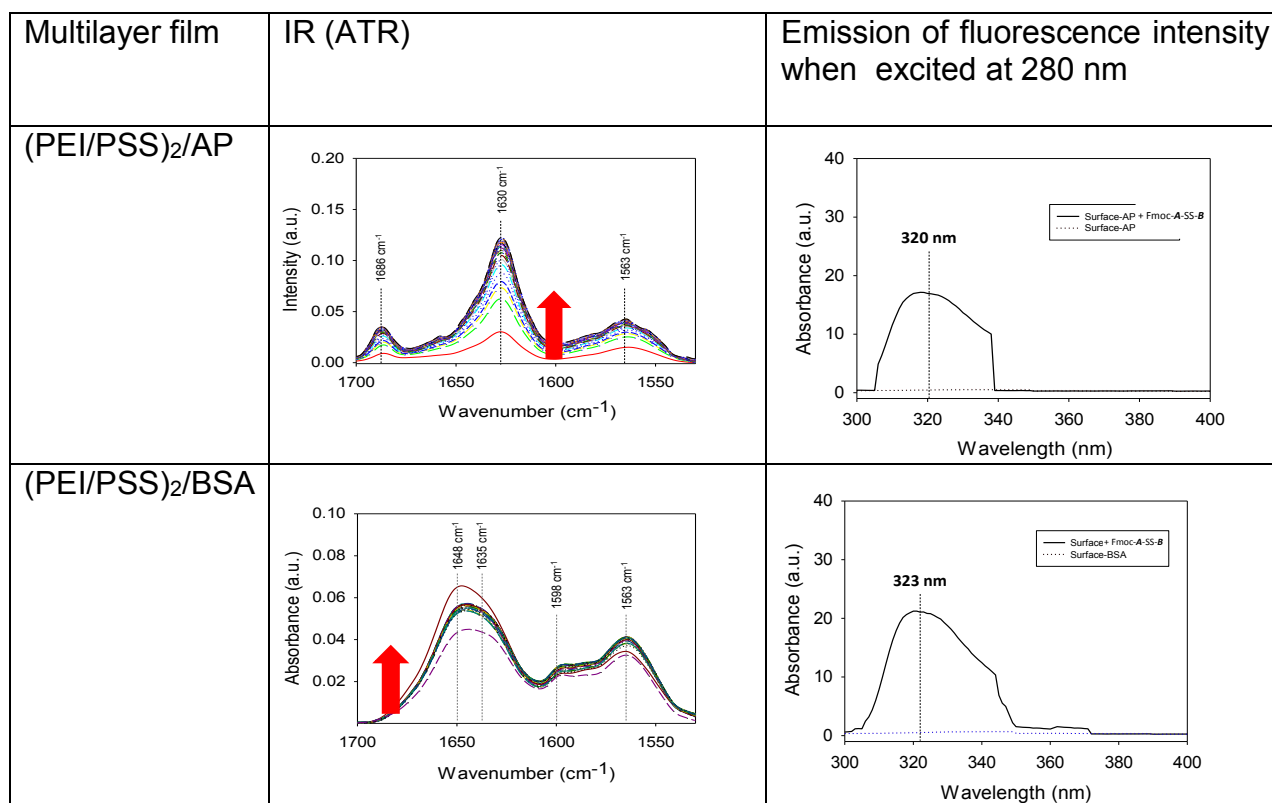 Multilayer film
IR (ATR)
Emission of fluorescence intensity
when excited at 280 nm
(PEI/PSS)2/AP
0.20
0.15
0.10
0.05
0.00
Intensity (a.u.)
1686 cm-1
1630 cm-1
1563 cm-1
1700
1650
1600
1550
Wavenumber (cm-1)
40
30
20
10
0
Absorbance (a.u.)
320 nm
Surface-AP + Fmoc-A-SS-B
Surface-AP
300
320
340
360
380
400
Wavelength (nm)
(PEI/PSS)2/BSA
0.10
0.08
0.06
0.04
0.02
Absorbance (a.u.)
1648 cm-1
1635 cm-1
1598 cm-1
1563 cm-1
1700
1650
1600
1550
Wavenumber (cm-1)
40
30
20
10
0
Absorbance (a.u.)
323 nm
Surface+ Fmoc-A-SS-B
Surface-BSA
300
320
340
360
380
400
Wavelength (nm)